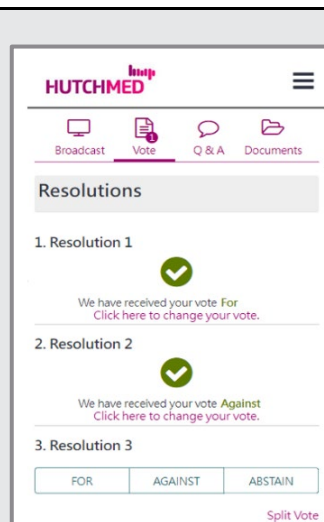 HUTCHMED
1
Broadcast Vote Q & A Documents
Resolutions
1. Resolution 1
We have received your vote For
Click here to change your vote.
2. Resolution 2
We have received your vote Against
Click here to change your vote.
3. Resolution 3
FOR AGAINST ABSTAIN
Split Vote